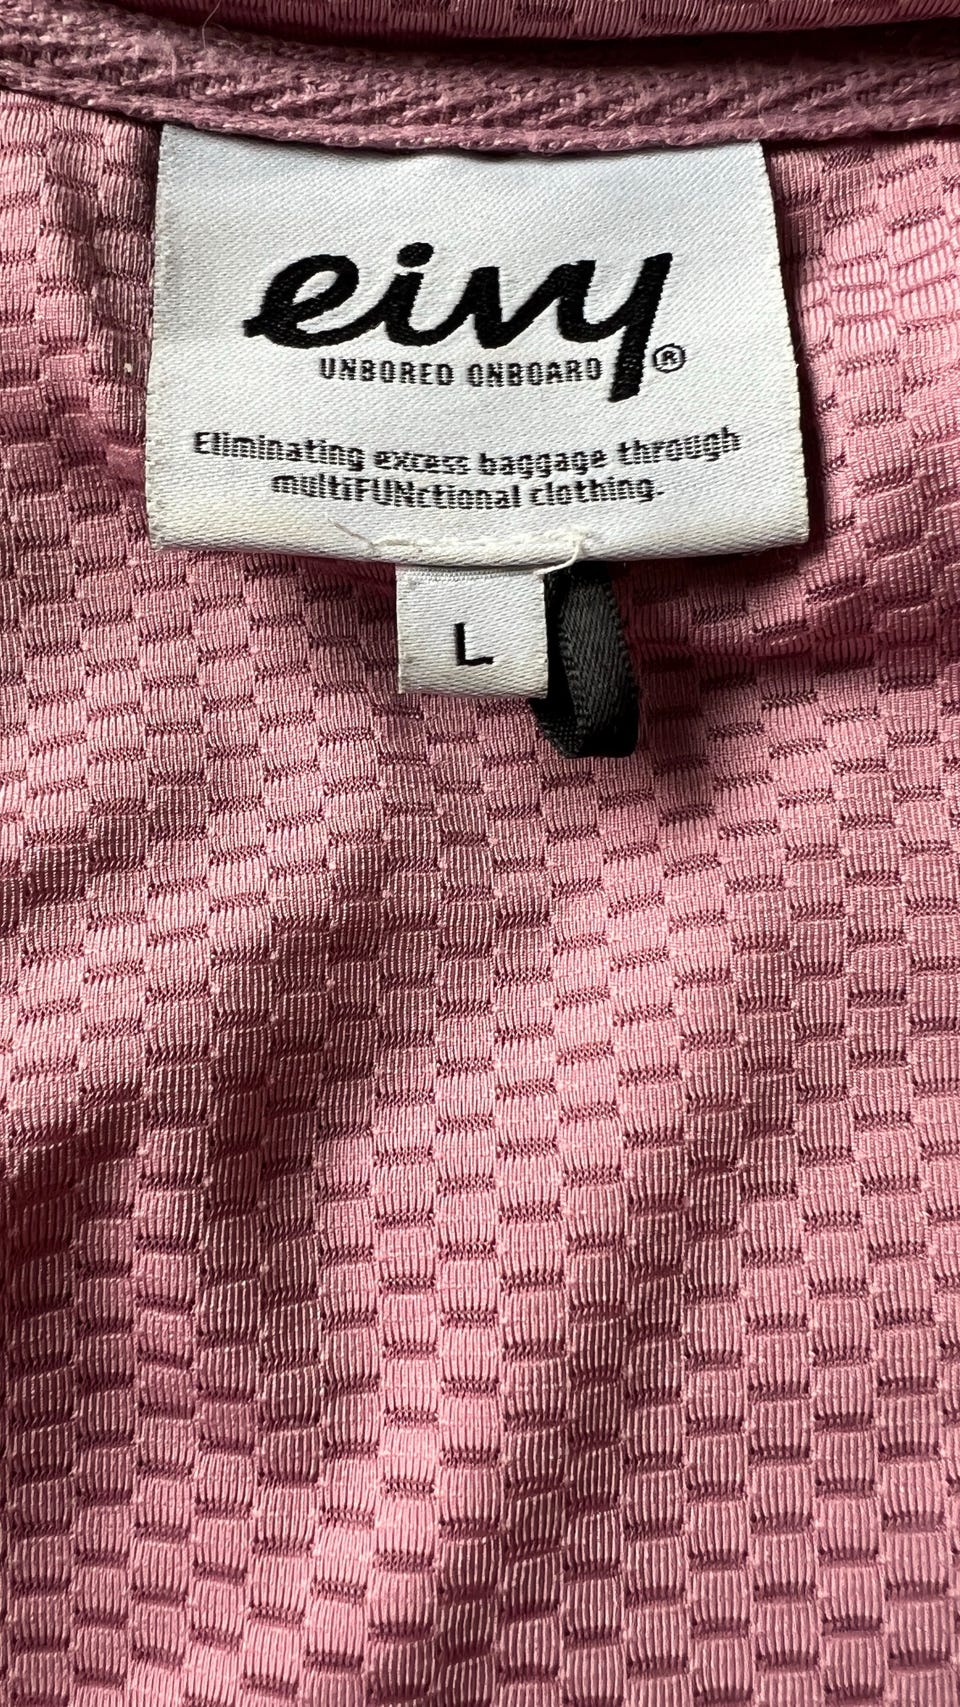 eivy
UNBORED ONBOARD ®
Eliminating excess baggage through
multiFUNctional clothing.
L